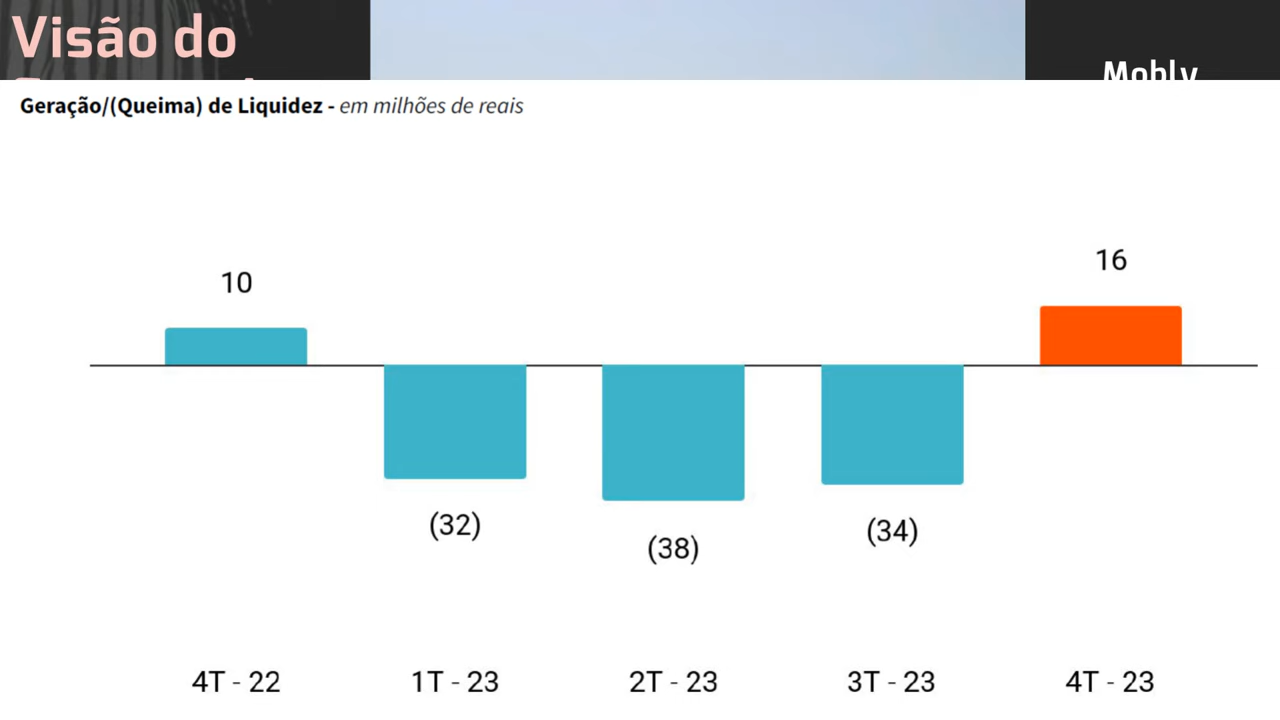 Visão do
Mobly
Geração/(Queima) de Liquidez - em milhões de reais
10
16
(32)
(38)
(34)
4T - 22
1T - 23
2T - 23
3T - 23
4T - 23